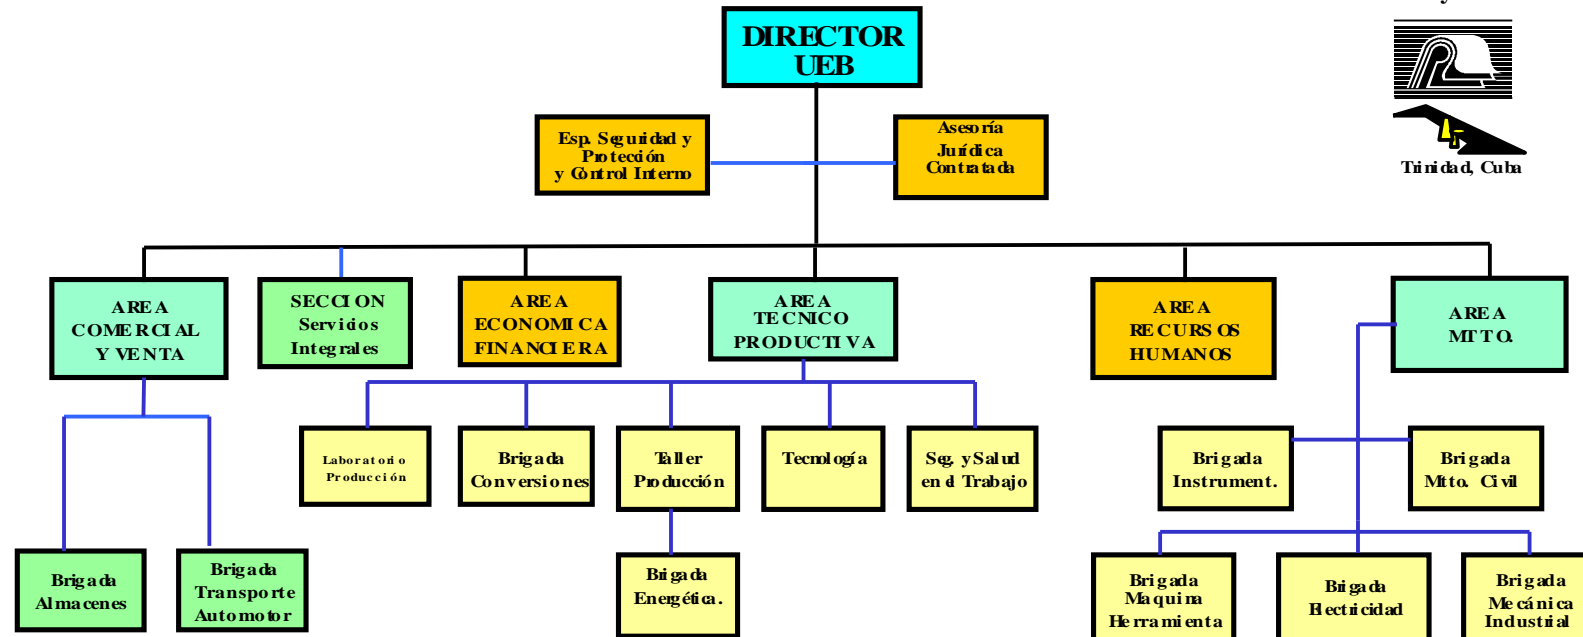 DIRECTOR
UEB
Esp. Seguridad y
Protección
y Control Interno
Asesoría
Jurídica
Contratada
Trinidad, Cuba
AREA
COMERCIAL
Y VENTA
SECCION
Servicios
Integrales
AREA
ECONOMICA
FINANCIERA
AREA
TECNICO
PRODUCTIVA
AREA
RECURSOS
HUMANOS
AREA
MTTO.
Laboratorio
Producción
Brigada
Conversiones
Taller
Producción
Tecnología
Seg. y Salud
en el Trabajo
Brigada
Instrument.
Brigada
Mtto. Civil
Brigada
Almacenes
Brigada
Transporte
Automotor
Brigada
Energética.
Brigada
Maquina
Herramienta
Brigada
Electricidad
Brigada
Mecánica
Industrial